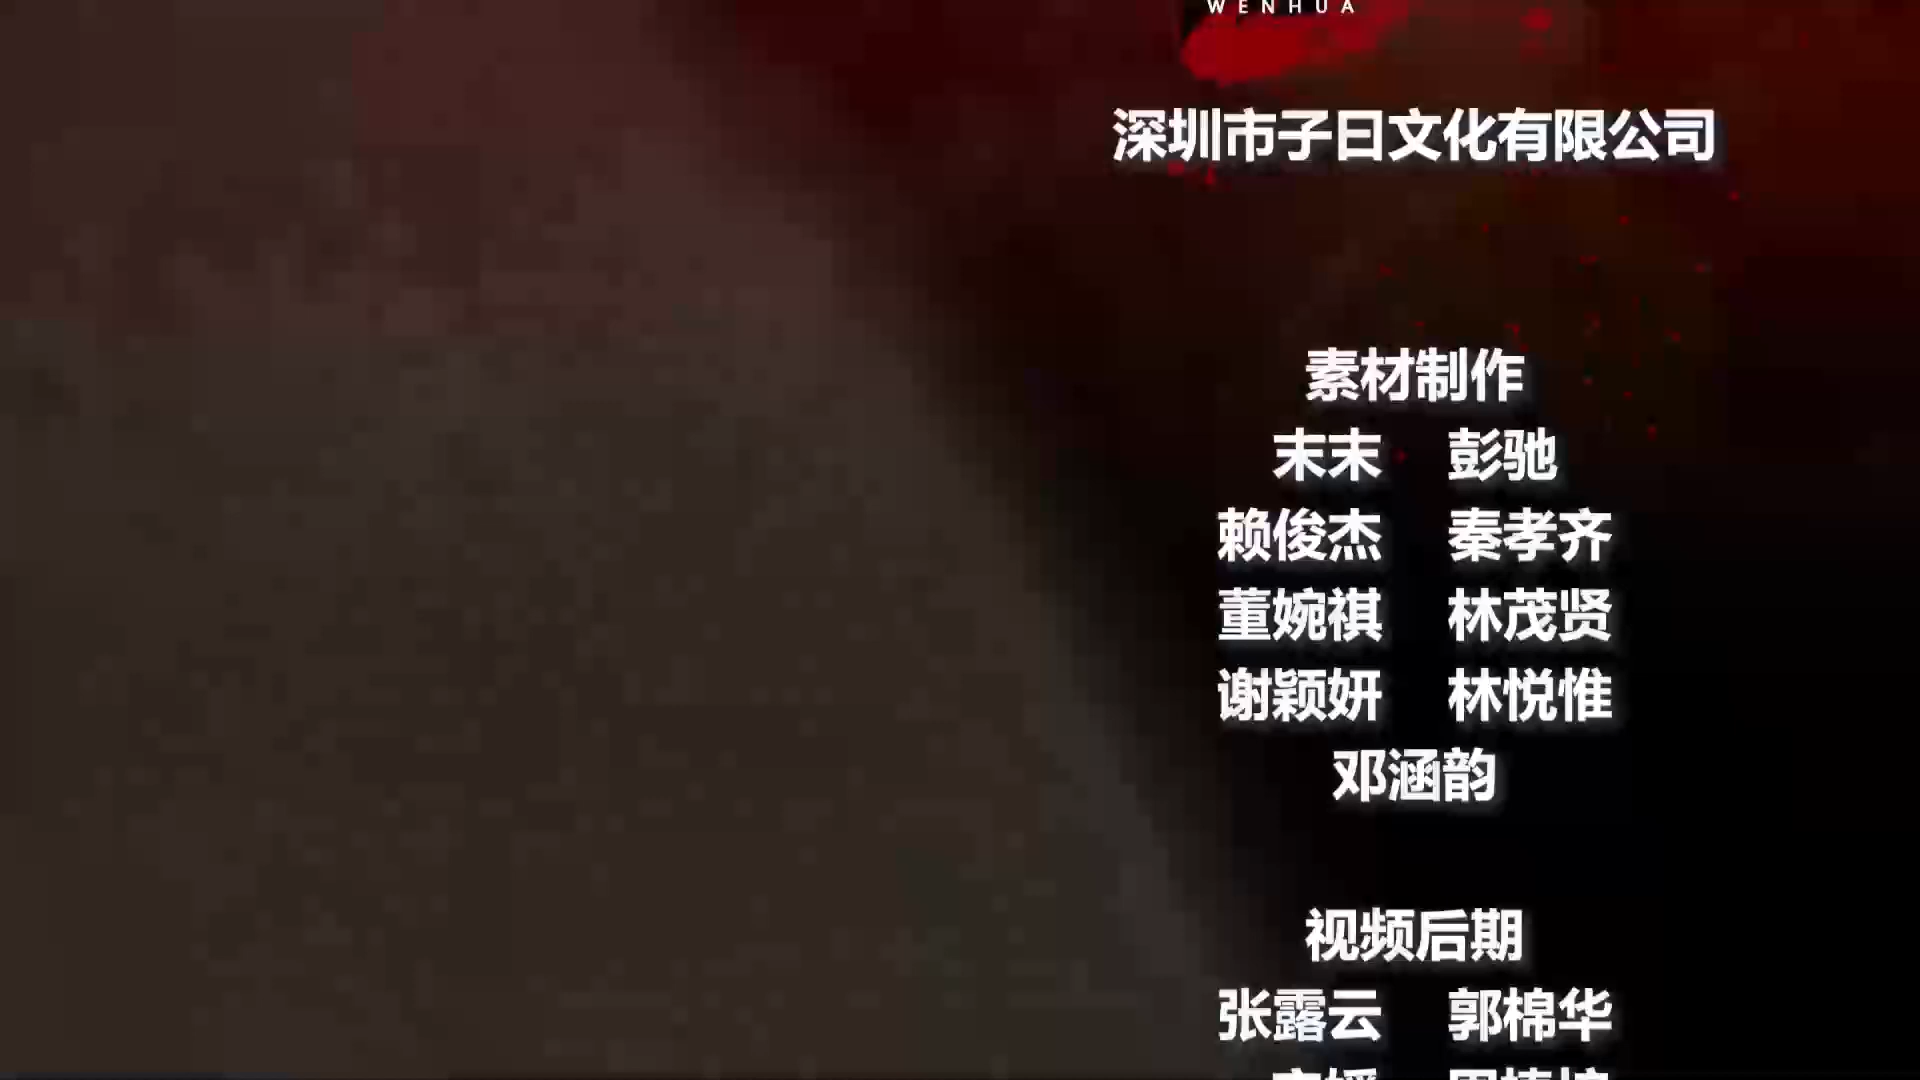 WENHUA
深圳市子曰文化有限公司
素材制作
末末 彭驰
赖俊杰 秦孝齐
董婉祺 林茂贤
谢颖妍 林悦惟
邓涵韵
视频后期
张露云 郭棉华